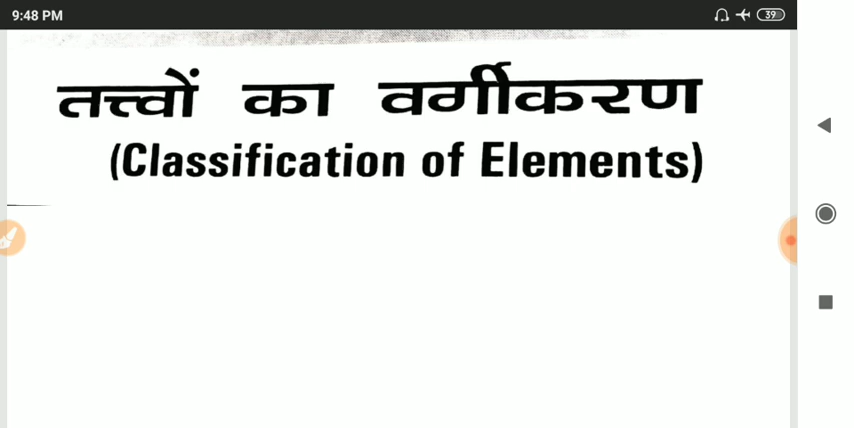 9:48 PM 39
तत्त्वों का वर्गीकरण
(Classification of Elements)